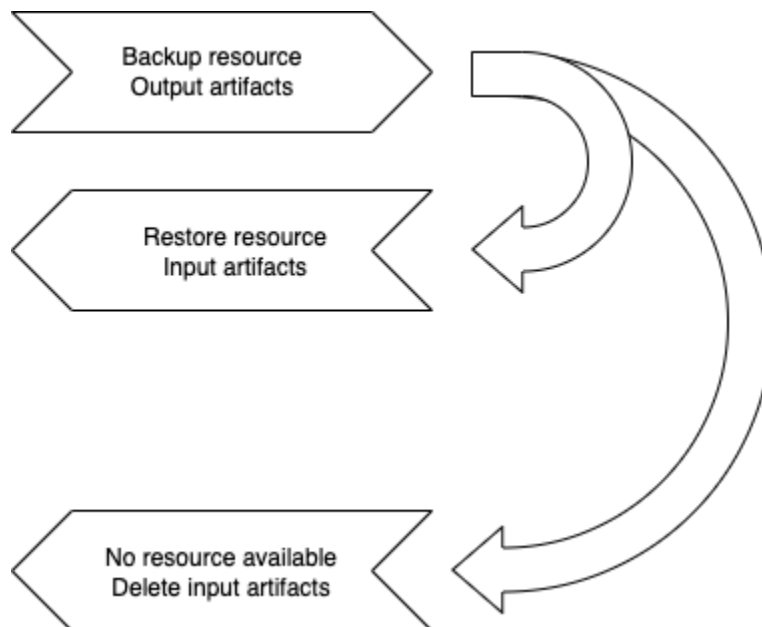 Backup resource
Output artifacts
Restore resource
Input artifacts
No resource available
Delete input artifacts